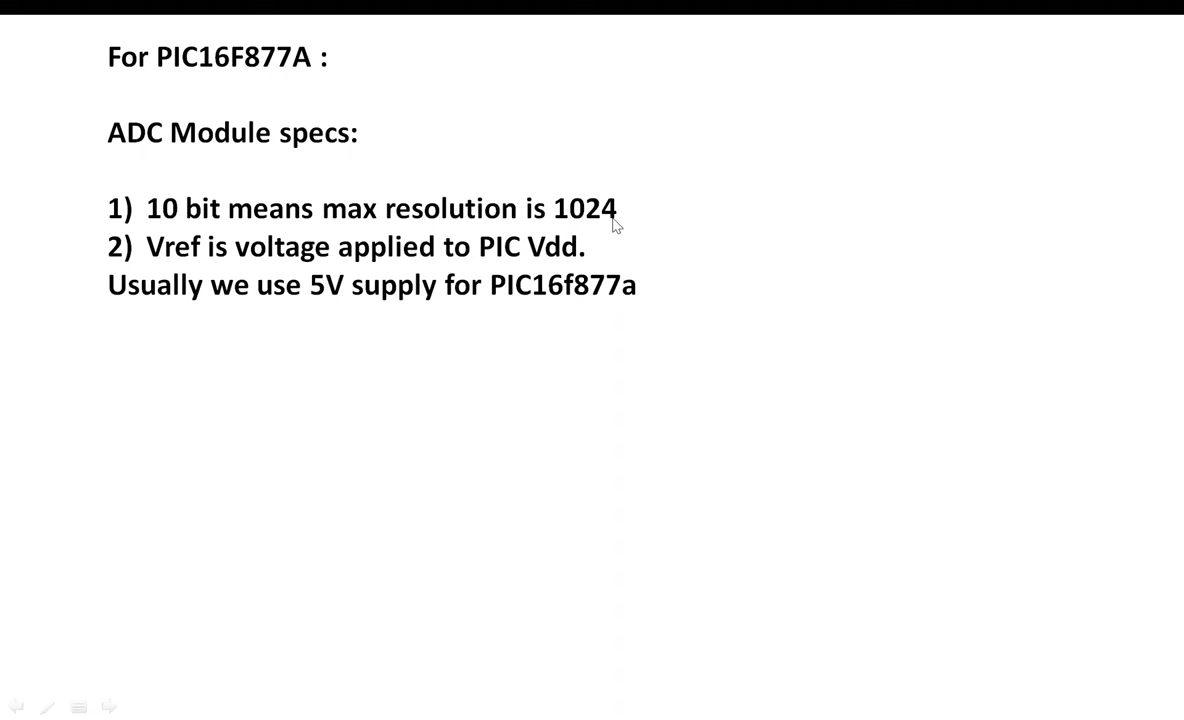 For PIC16F877A :
ADC Module specs:
1) 10 bit means max resolution is 1024
2) Vref is voltage applied to PIC Vdd.
Usually we use 5V supply for PIC16f877a